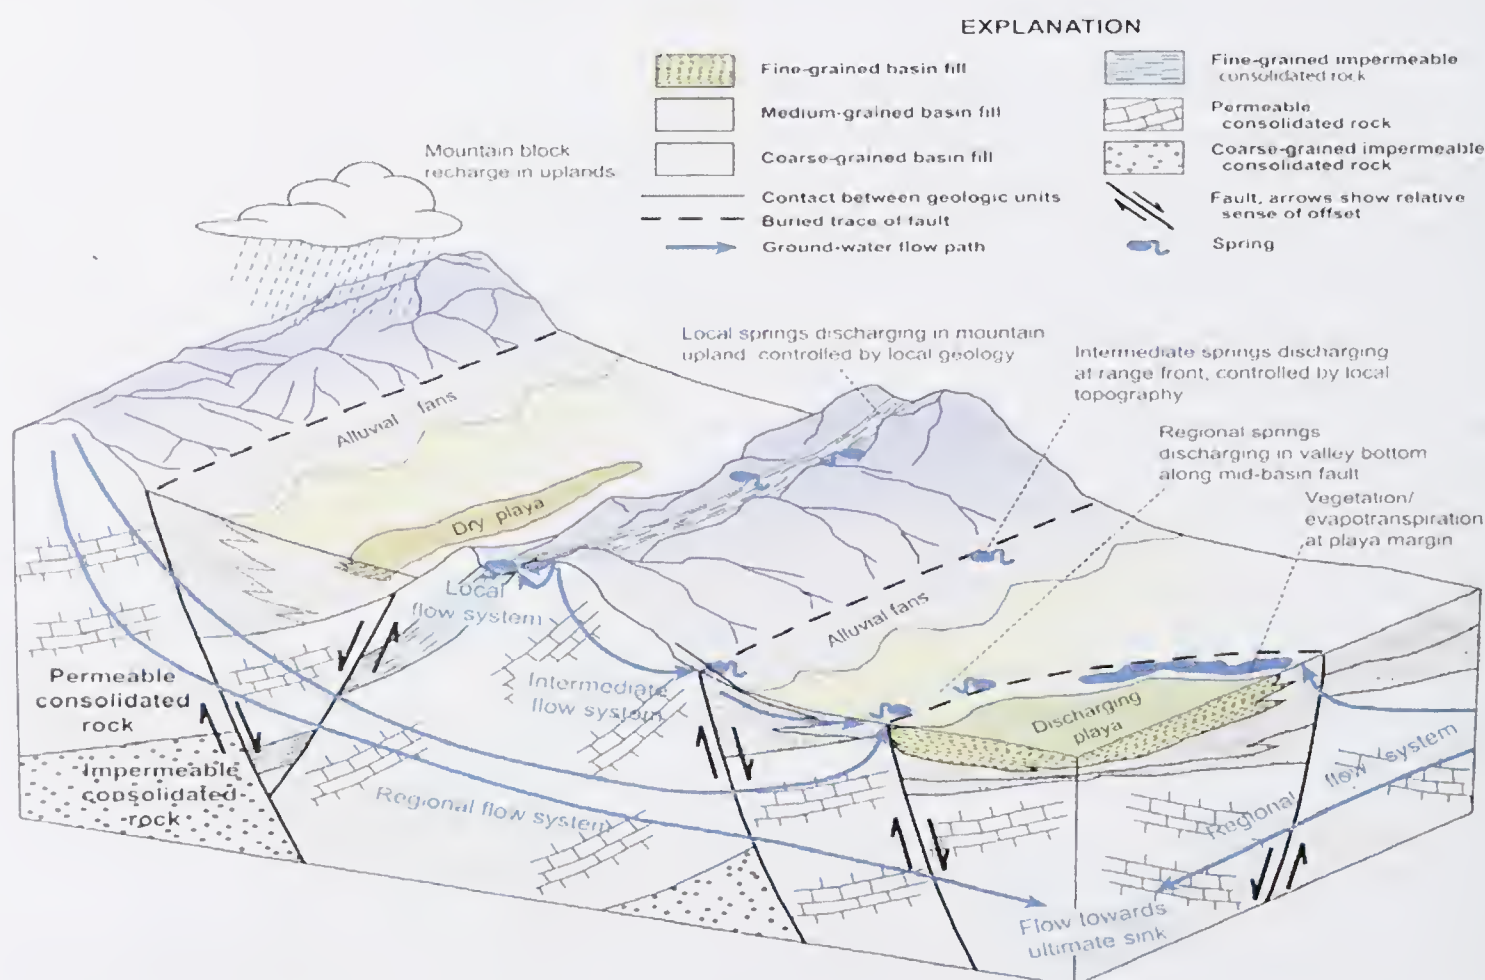 EXPLANATION
Fine-grained basin fill
Medium-grained basin fill
Coarse-grained basin fill
Contact between geologic units
Buried trace of fault
Ground-water flow path
Fine-grained impermeable
consolidated rock
Permeable
consolidated rock
Coarse-grained impermeable
consolidated rock
Fault, arrows show relative
sense of offset
Spring
Mountain block
recharge in uplands
Local springs discharging in mountain
upland controlled by local geology
Intermediate springs discharging
at range front, controlled by local
topography
Regional springs
discharging in valley bottom
along mid-basin fault
Vegetation/
evapotranspiration
at playa margin
Alluvial fans
Dry playa
Local
flow system
Alluvial fans
Intermediate
flow system
Discharging
playa
Permeable
consolidated
rock
Impermeable
consolidated
rock
Regional flow system
Regional flow system
Flow towards
ultimate sink